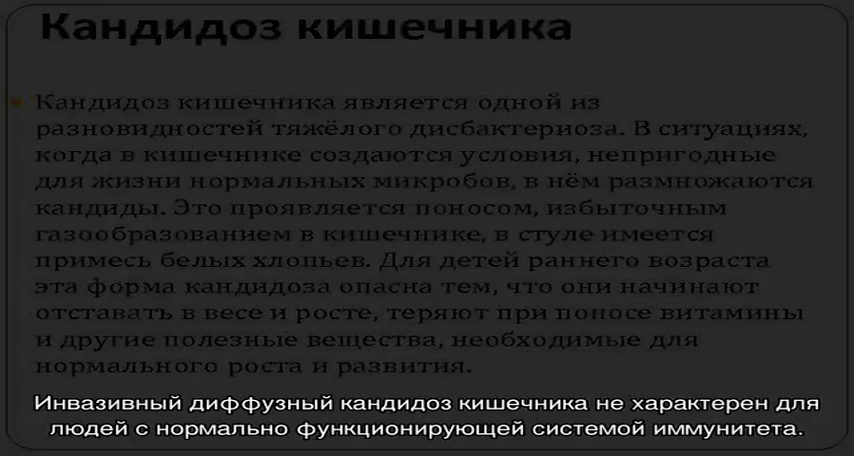 Кандидоз кишечника
Кандидоз кишечника является одной из
разновидностей тяжёлого дисбактериоза. В ситуациях,
когда в кишечнике создаются условия, непригодные
для жизни нормальных микробов, в нём размножаются
кандиды. Это проявляется поносом, избыточным
газообразованием в кишечнике, в стуле имеется
примесь белых хлопьев. Для детей раннего возраста
эта форма кандидоза опасна тем, что они начинают
отставать в весе и росте, теряют при поносе витамины
и другие полезные вещества, необходимые для
нормального роста и развития.
Инвазивный диффузный кандидоз кишечника не характерен для
людей с нормально функционирующей системой иммунитета.